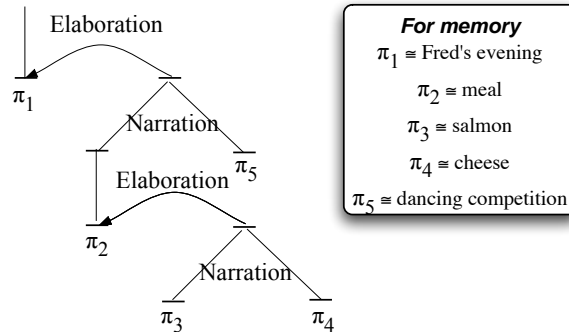 Elaboration
π1
Narration
π5
Elaboration
π2
Narration
π3
π4
For memory
π1 ≅ Fred's evening
π2 ≅ meal
π3 ≅ salmon
π4 ≅ cheese
π5 ≅ dancing competition